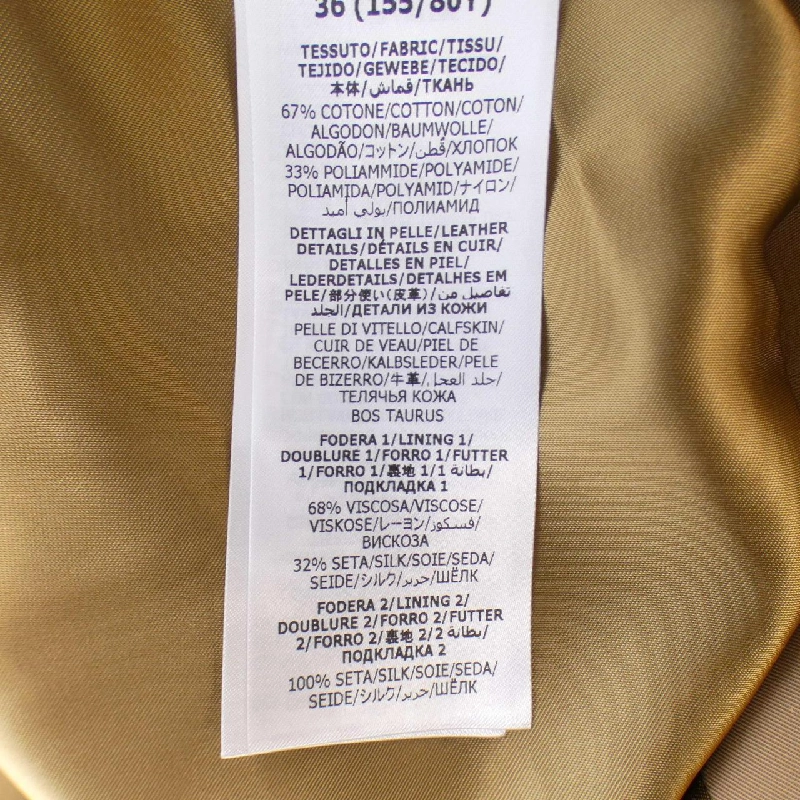 36 (155/80Y)
TESSUTO/FABRIC/TISSU/
TEJIDO/GEWEBE/TECIDO/
本体/قماش/ТКАНЬ
67% COTONE/COTTON/COTON/
ALGODON/BAUMWOLLE/
ALGODÃO/コットン/قطن/ХЛОПОК
33% POLIAMMIDE/POLYAMIDE/
POLIAMIDA/POLYAMID/ナイロン/
بولي أميد/ПОЛИАМИД
DETTAGLI IN PELLE/LEATHER
DETAILS/DÉTAILS EN CUIR/
DETALLES EN PIEL/
LEDERDETAILS/DETALHES EM
PELE/部分使い(皮革)/تفاصيل من
الجلد/ДЕТАЛИ ИЗ КОЖИ
PELLE DI VITELLO/CALFSKIN/
CUIR DE VEAU/PIEL DE
BECERRO/KALBSLEDER/PELE
DE BIZERRO/牛革/جلد العجل/
ТЕЛЯЧЬЯ КОЖА
BOS TAURUS
FODERA 1/LINING 1/
DOUBLURE 1/FORRO 1/FUTTER
1/FORRO 1/裏地 1/1 بطانة/
ПОДКЛАДКА 1
68% VISCOSA/VISCOSE/
VISKOSE/レーヨン/فسكوز/
ВИСКОЗА
32% SETA/SILK/SOIE/SEDA/
SEIDE/シルク/حرير/ШЁЛК
FODERA 2/LINING 2/
DOUBLURE 2/FORRO 2/FUTTER
2/FORRO 2/裏地 2/2 بطانة/
ПОДКЛАДКА 2
100% SETA/SILK/SOIE/SEDA/
SEIDE/シルク/حرير/ШЁЛК